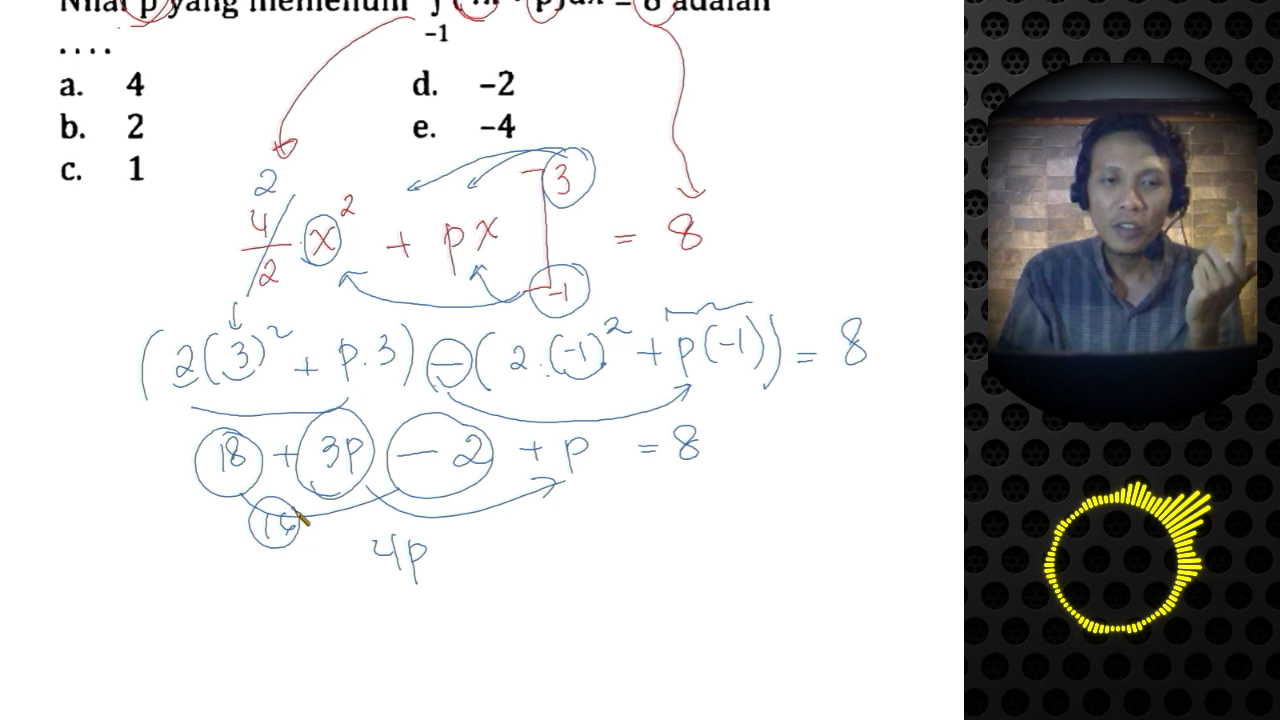 Nilai p yang memenuhi ∫ (4x + p)dx = 8 adalah
−1
....
a. 4 d. −2
b. 2 e. −4
c. 1
2
4/2 · x² + px ] 3 −1 = 8
(2(3)² + p.3) − (2.(−1)² + p(−1)) = 8
18 + 3p − 2 + p = 8
16
4p